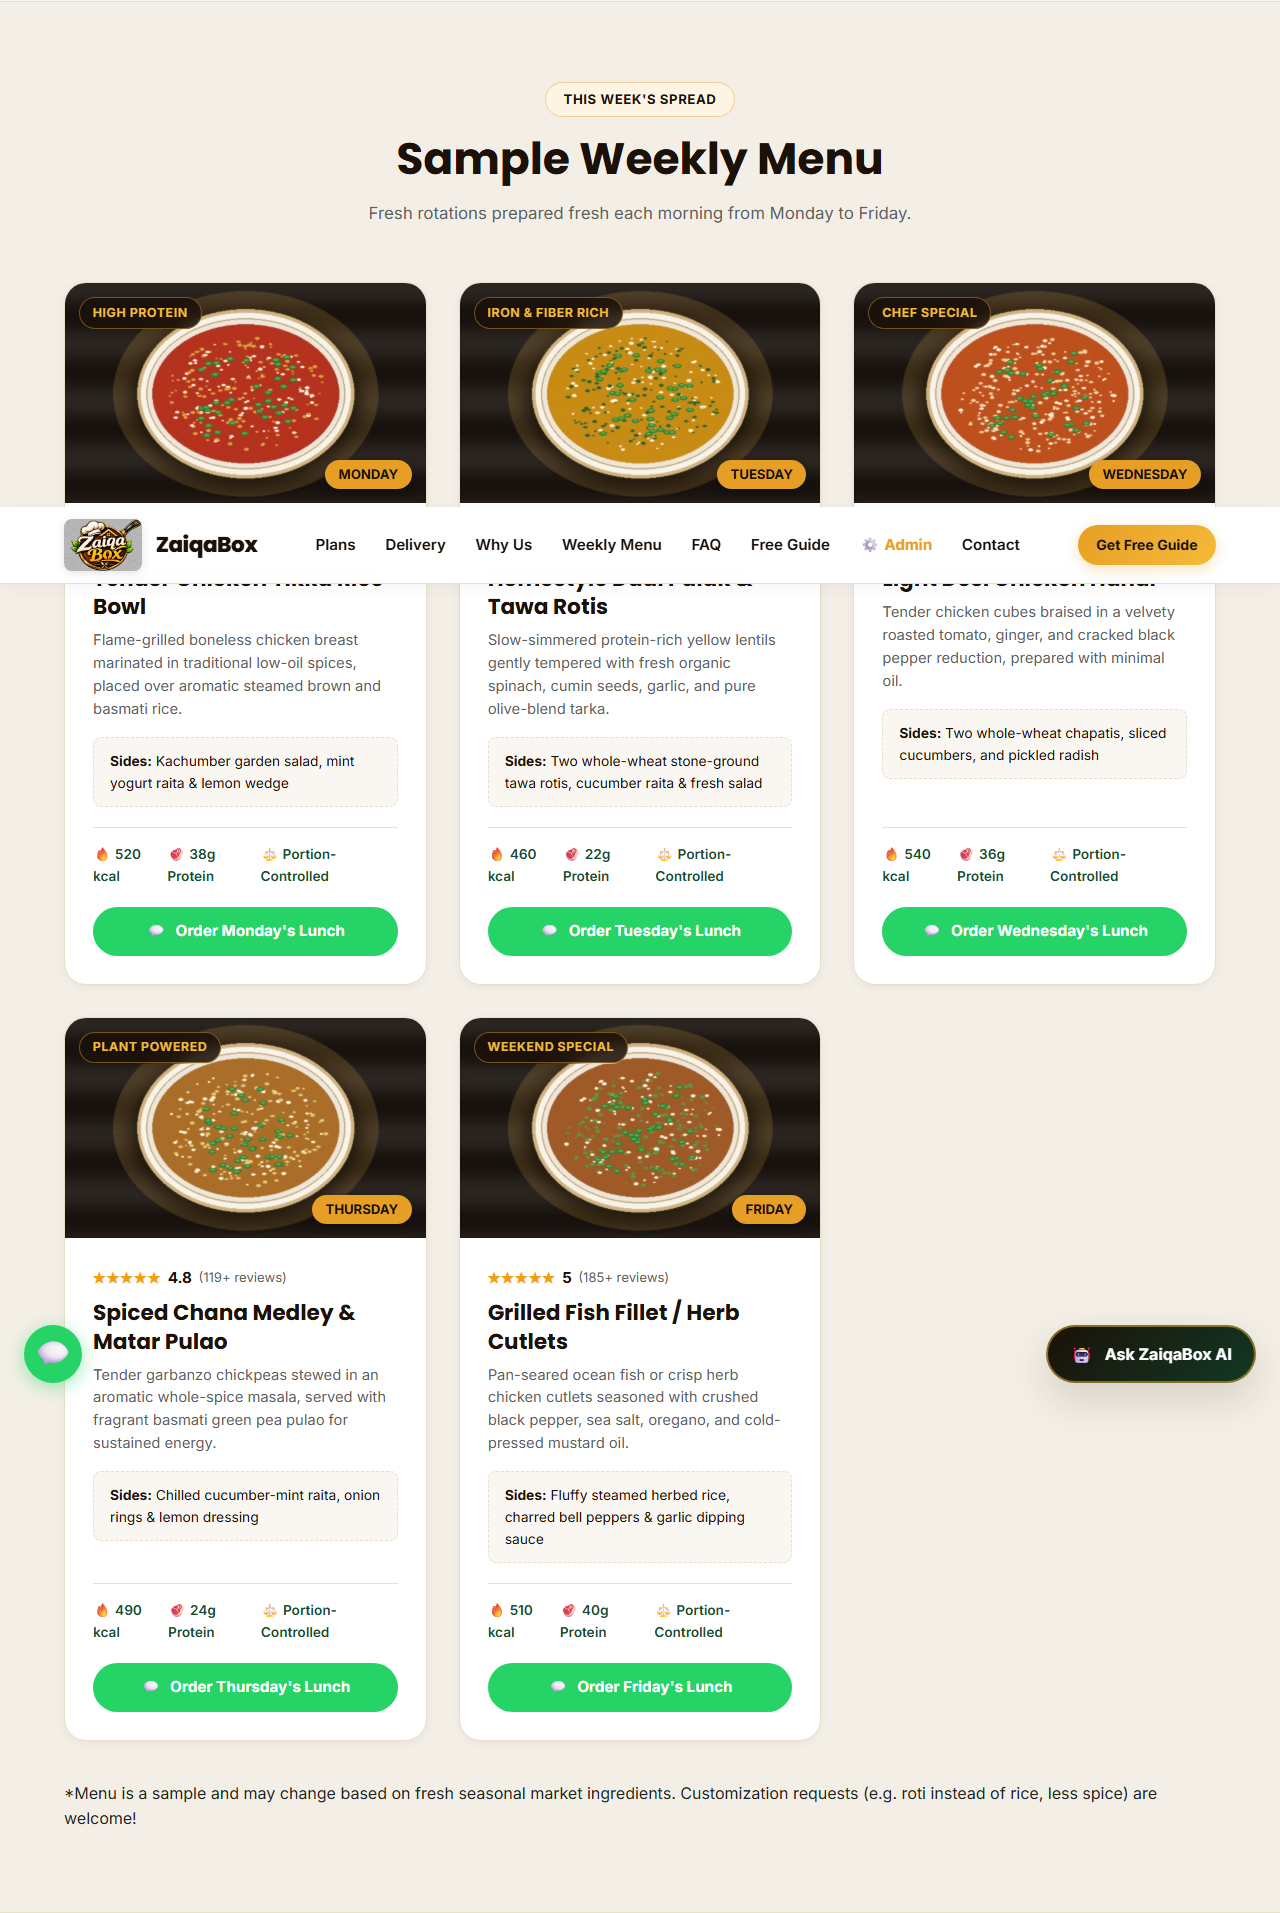 THIS WEEK'S SPREAD
Sample Weekly Menu
Fresh rotations prepared fresh each morning from Monday to Friday.
HIGH PROTEIN
MONDAY
IRON & FIBER RICH
TUESDAY
CHEF SPECIAL
WEDNESDAY
Zaiqa Box
ZaiqaBox
Plans
Delivery
Why Us
Weekly Menu
FAQ
Free Guide
Admin
Contact
Get Free Guide
Bowl
Flame-grilled boneless chicken breast
marinated in traditional low-oil spices,
placed over aromatic steamed brown and
basmati rice.
Sides: Kachumber garden salad, mint
yogurt raita & lemon wedge
🔥 520
kcal
🥩 38g
Protein
⚖️ Portion-
Controlled
💬 Order Monday's Lunch
Tawa Rotis
Slow-simmered protein-rich yellow lentils
gently tempered with fresh organic
spinach, cumin seeds, garlic, and pure
olive-blend tarka.
Sides: Two whole-wheat stone-ground
tawa rotis, cucumber raita & fresh salad
🔥 460
kcal
🥩 22g
Protein
⚖️ Portion-
Controlled
💬 Order Tuesday's Lunch
Tender chicken cubes braised in a velvety
roasted tomato, ginger, and cracked black
pepper reduction, prepared with minimal
oil.
Sides: Two whole-wheat chapatis, sliced
cucumbers, and pickled radish
🔥 540
kcal
🥩 36g
Protein
⚖️ Portion-
Controlled
💬 Order Wednesday's Lunch
PLANT POWERED
THURSDAY
★★★★★ 4.8 (119+ reviews)
Spiced Chana Medley &
Matar Pulao
Tender garbanzo chickpeas stewed in an
aromatic whole-spice masala, served with
fragrant basmati green pea pulao for
sustained energy.
Sides: Chilled cucumber-mint raita, onion
rings & lemon dressing
🔥 490
kcal
🥩 24g
Protein
⚖️ Portion-
Controlled
💬 Order Thursday's Lunch
WEEKEND SPECIAL
FRIDAY
★★★★★ 5 (185+ reviews)
Grilled Fish Fillet / Herb
Cutlets
Pan-seared ocean fish or crisp herb
chicken cutlets seasoned with crushed
black pepper, sea salt, oregano, and cold-
pressed mustard oil.
Sides: Fluffy steamed herbed rice,
charred bell peppers & garlic dipping
sauce
🔥 510
kcal
🥩 40g
Protein
⚖️ Portion-
Controlled
💬 Order Friday's Lunch
Ask ZaiqaBox AI
*Menu is a sample and may change based on fresh seasonal market ingredients. Customization requests (e.g. roti instead of rice, less spice) are
welcome!